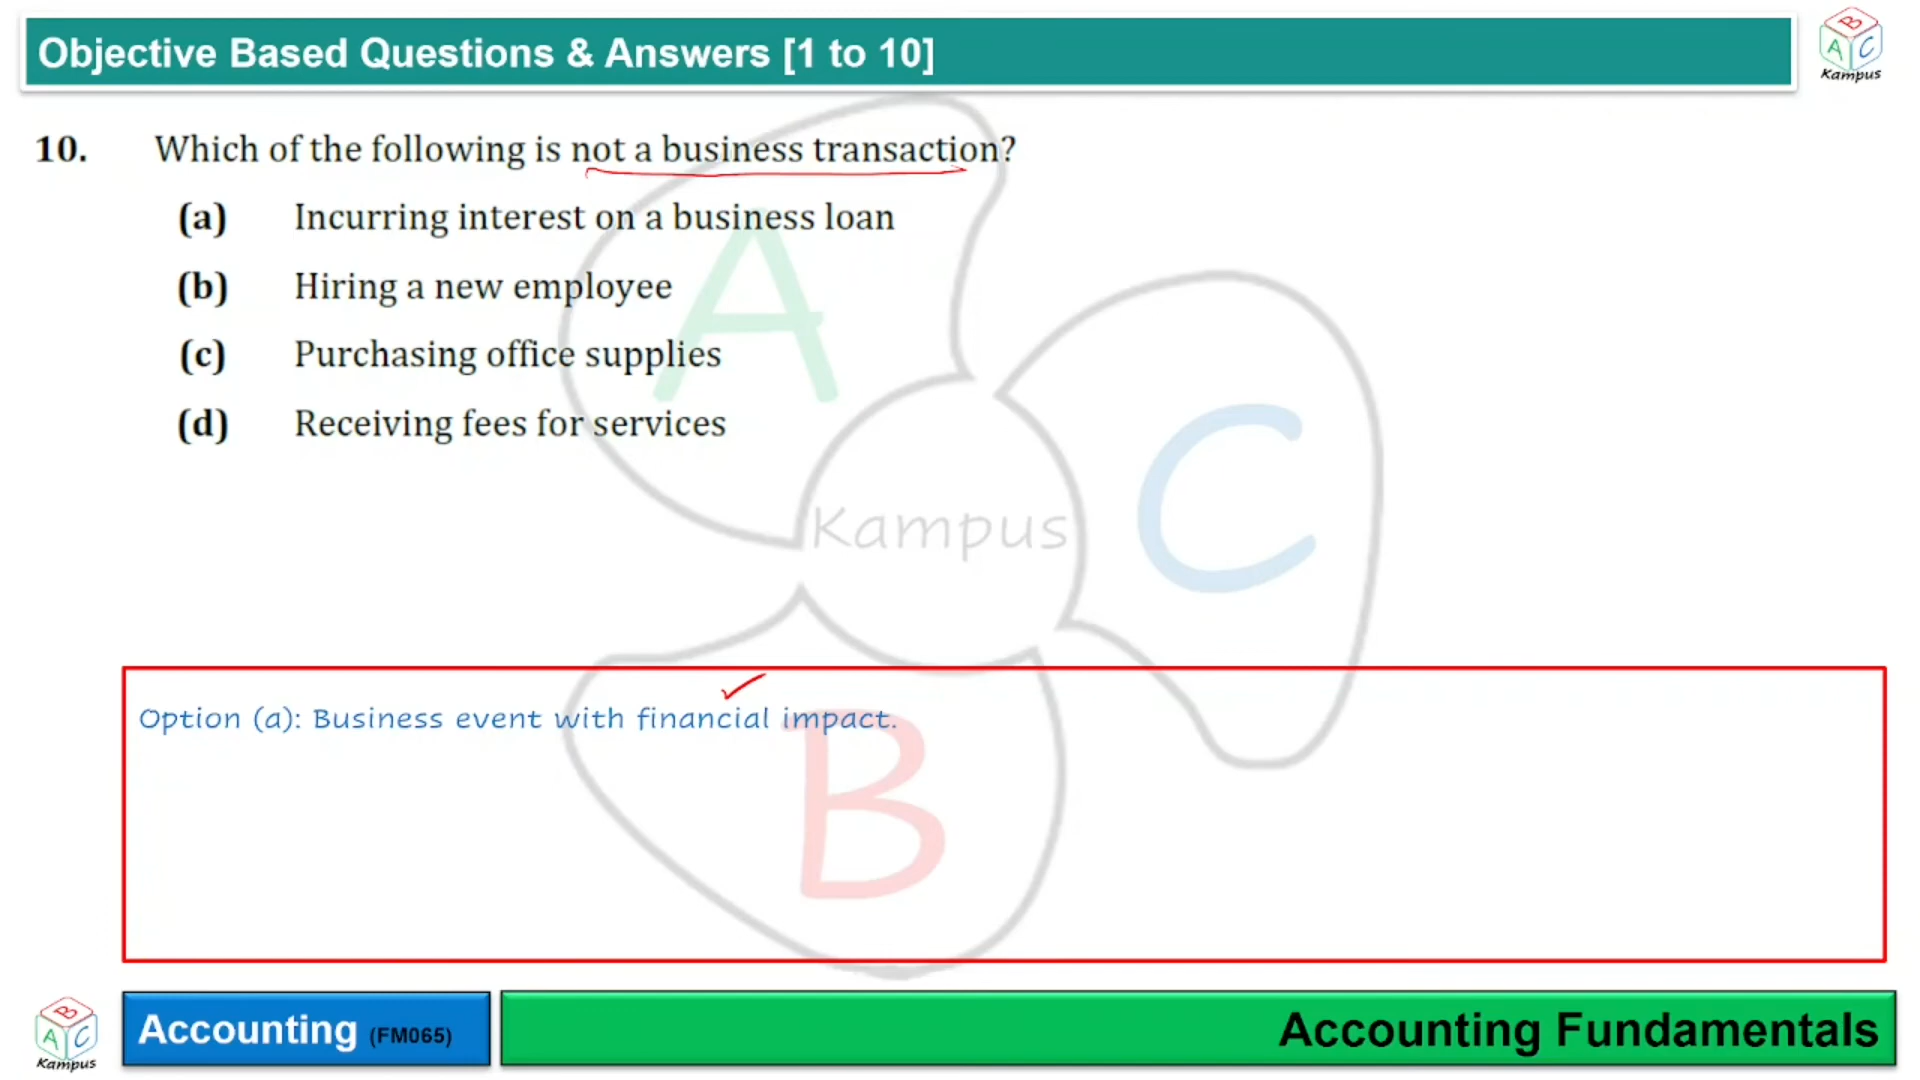 Objective Based Questions & Answers [1 to 10]
B
A C
Kampus
10. Which of the following is not a business transaction?
(a) Incurring interest on a business loan
(b) Hiring a new employee
(c) Purchasing office supplies
(d) Receiving fees for services
A
C
Kampus
B
Option (a): Business event with financial impact.
B
A C
Kampus
Accounting (FM065)
Accounting Fundamentals